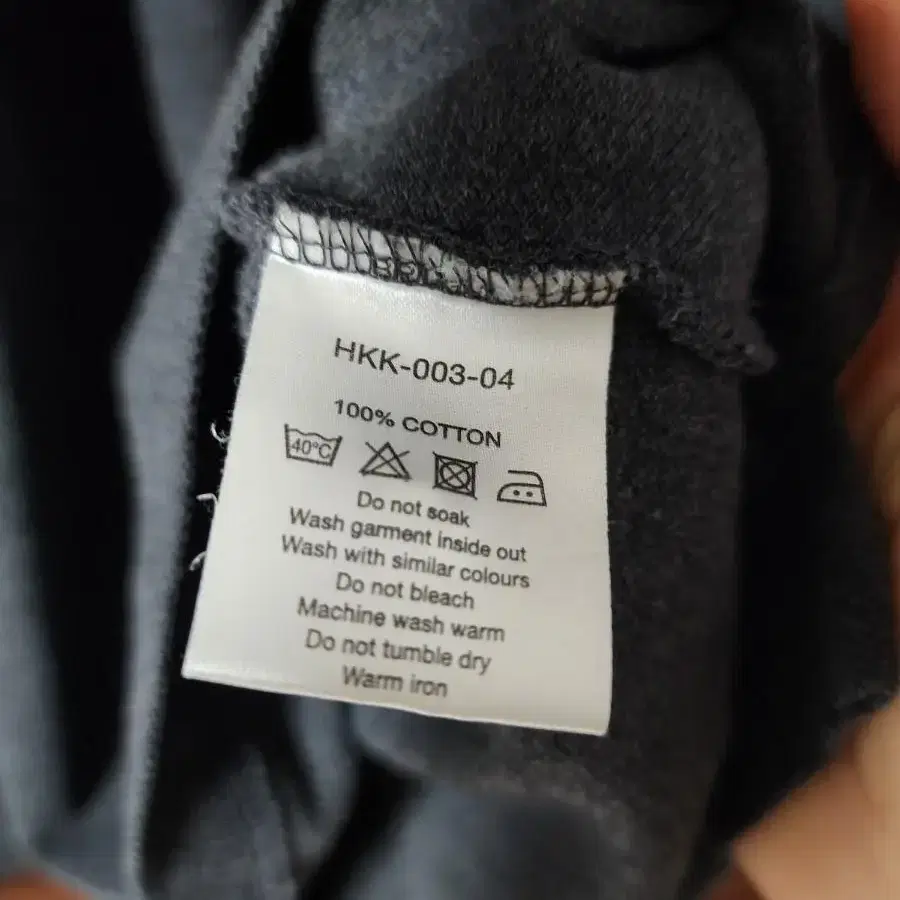 HKK-003-04
100% COTTON
40°C
Do not soak
Wash garment inside out
Wash with similar colours
Do not bleach
Machine wash warm
Do not tumble dry
Warm iron